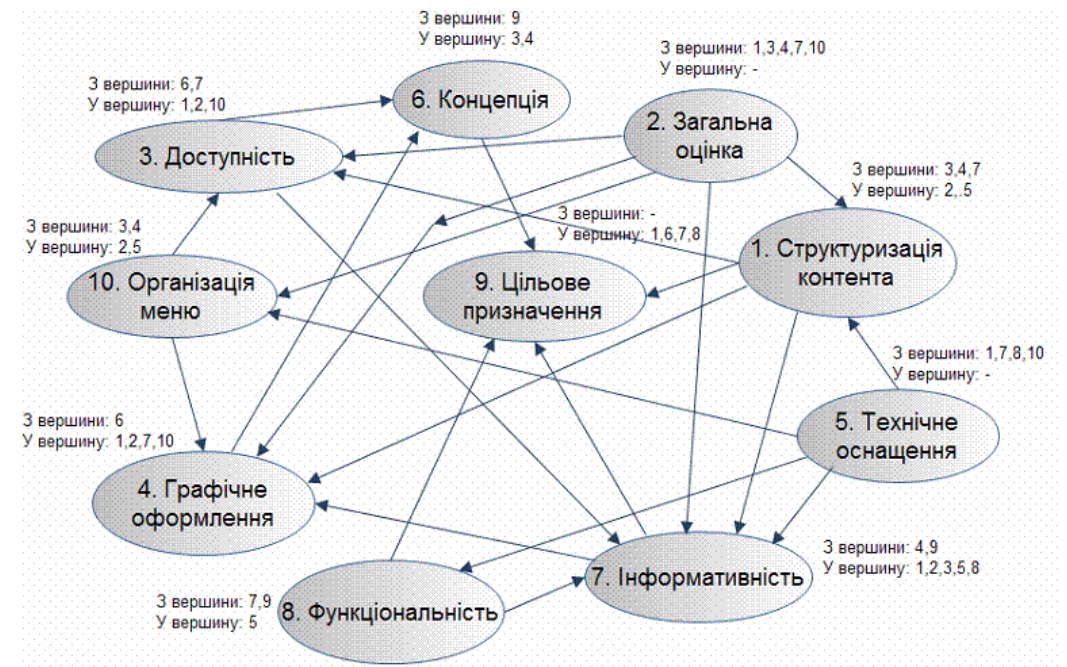 З вершини: 9
У вершину: 3,4
6. Концепція
З вершини: 1,3,4,7,10
У вершину: -
2. Загальна
оцінка
З вершини: 6,7
У вершину: 1,2,10
3. Доступність
З вершини: 3.4,7
У вершину: 2,.5
1. Структуризація
контента
З вершини: -
У вершину: 1,6,7,8
9. Цільове
призначення
З вершини: 3,4
У вершину: 2,5
10. Організація
меню
З вершини: 1,7,8,10
У вершину: -
5. Технічне
оснащення
З вершини: 6
У вершину: 1,2,7,10
4. Графічне
оформлення
З вершини: 4,9
У вершину: 1,2,3,5,8
7. Інформативність
З вершини: 7,9
У вершину: 5
8. Функціональність